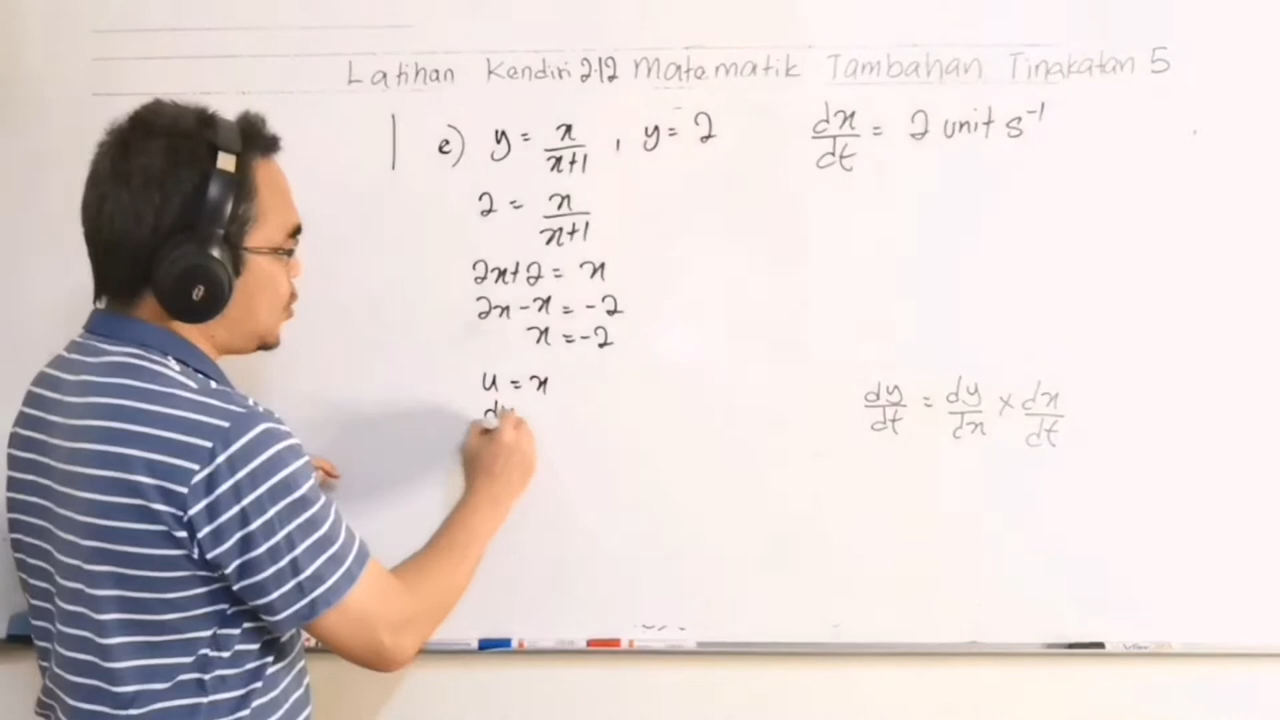 Latihan Kendiri 2.12 Matematik Tambahan Tingkatan 5
1 e) y = x/(x+1) , y = 2 dx/dt = 2 unit s⁻¹
2 = x/(x+1)
2x+2 = x
2x - x = -2
x = -2
u = x
dy/dt = dy/dx × dx/dt